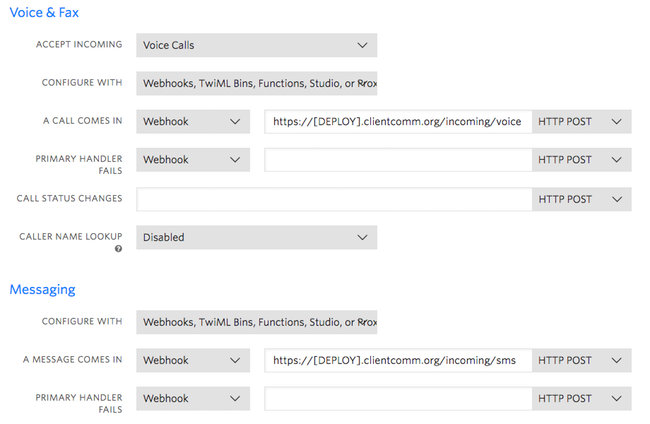 Voice & Fax
ACCEPT INCOMING Voice Calls
CONFIGURE WITH Webhooks, TwiML Bins, Functions, Studio, or Prox
A CALL COMES IN Webhook https://[DEPLOY].clientcomm.org/incoming/voice HTTP POST
PRIMARY HANDLER Webhook HTTP POST
FAILS
CALL STATUS CHANGES HTTP POST
CALLER NAME LOOKUP Disabled
?
Messaging
CONFIGURE WITH Webhooks, TwiML Bins, Functions, Studio, or Prox
A MESSAGE COMES IN Webhook https://[DEPLOY].clientcomm.org/incoming/sms HTTP POST
PRIMARY HANDLER Webhook HTTP POST
FAILS